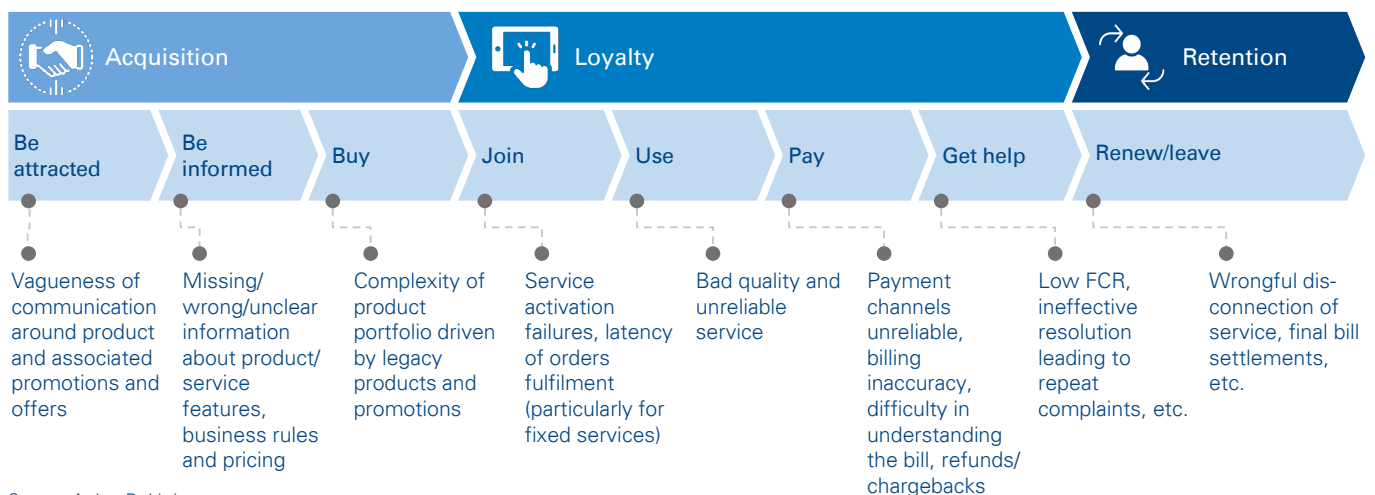 Acquisition
Loyalty
Retention
Be
attracted
Be
informed
Buy
Join
Use
Pay
Get help
Renew/leave
Vagueness of
communication
around product
and associated
promotions and
offers
Missing/
wrong/unclear
information
about product/
service
features,
business rules
and pricing
Complexity of
product
portfolio driven
by legacy
products and
promotions
Service
activation
failures, latency
of orders
fulfilment
(particularly for
fixed services)
Bad quality and
unreliable
service
Payment
channels
unreliable,
billing
inaccuracy,
difficulty in
understanding
the bill, refunds/
chargebacks
Low FCR,
ineffective
resolution
leading to
repeat
complaints, etc.
Wrongful dis-
connection of
service, final bill
settlements,
etc.